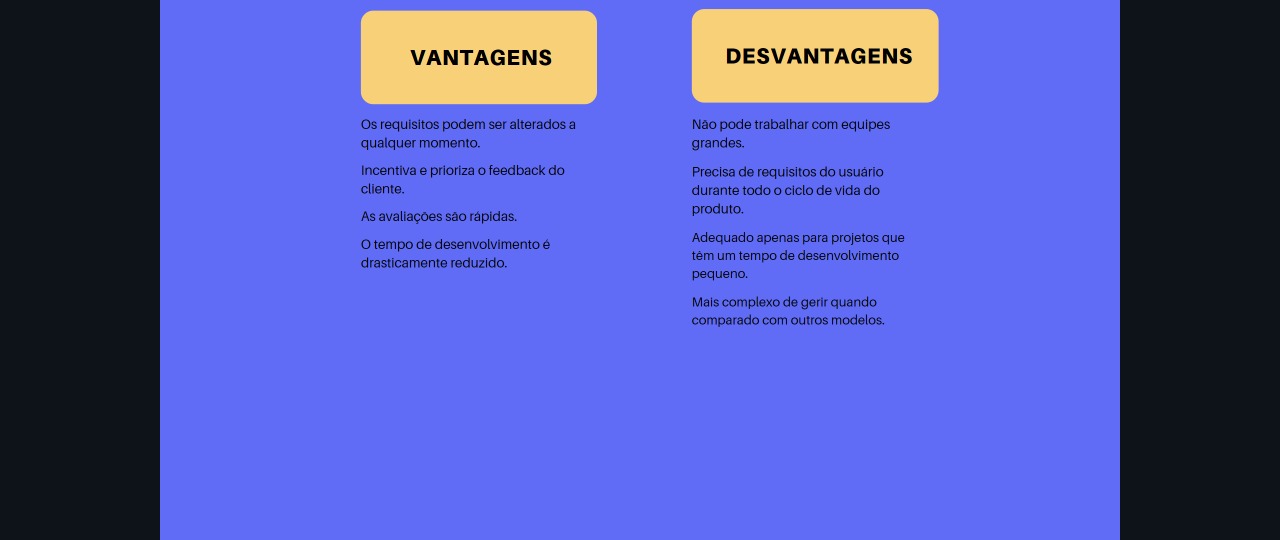 VANTAGENS
Os requisitos podem ser alterados a
qualquer momento.
Incentiva e prioriza o feedback do
cliente.
As avaliações são rápidas.
O tempo de desenvolvimento é
drasticamente reduzido.
DESVANTAGENS
Não pode trabalhar com equipes
grandes.
Precisa de requisitos do usuário
durante todo o ciclo de vida do
produto.
Adequado apenas para projetos que
têm um tempo de desenvolvimento
pequeno.
Mais complexo de gerir quando
comparado com outros modelos.